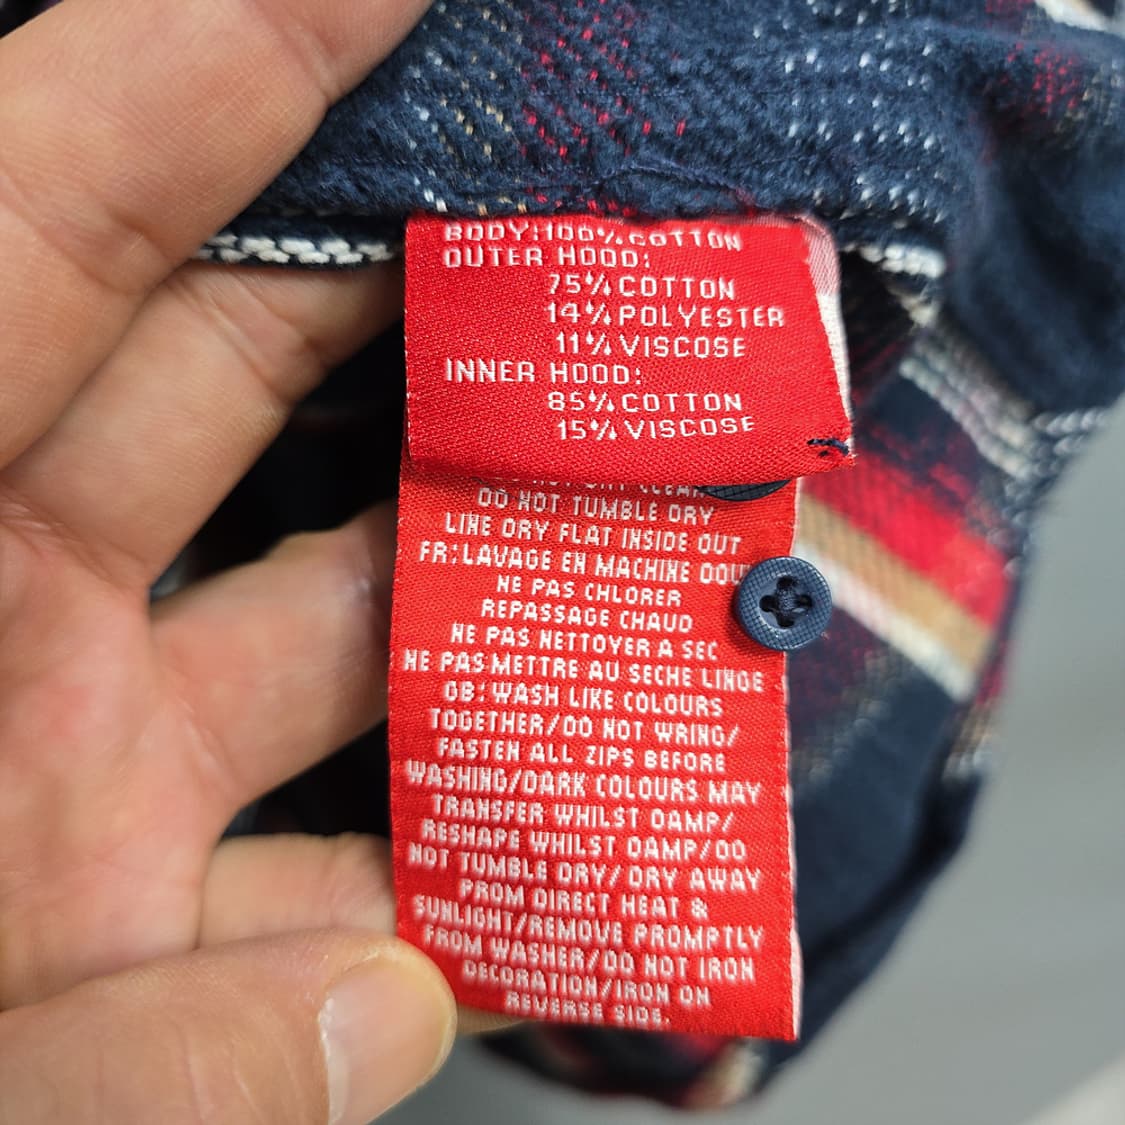 BODY:100% COTTON
OUTER HOOD:
75% COTTON
14% POLYESTER
11% VISCOSE
INNER HOOD:
85% COTTON
15% VISCOSE
DO NOT TUMBLE DRY
LINE DRY FLAT INSIDE OUT
FR:LAVAGE EN MACHINE
NE PAS CHLORER
REPASSAGE CHAUD
NE PAS NETTOYER A SEC
NE PAS METTRE AU SECHE LINGE
GB: WASH LIKE COLOURS
TOGETHER/DO NOT WRING/
FASTEN ALL ZIPS BEFORE
WASHING/DARK COLOURS MAY
TRANSFER WHILST DAMP/
RESHAPE WHILST DAMP/DO
NOT TUMBLE DRY/ DRY AWAY
FROM DIRECT HEAT &
SUNLIGHT/REMOVE PROMPTLY
FROM WASHER/DO NOT IRON
DECORATION/IRON ON
REVERSE SIDE.